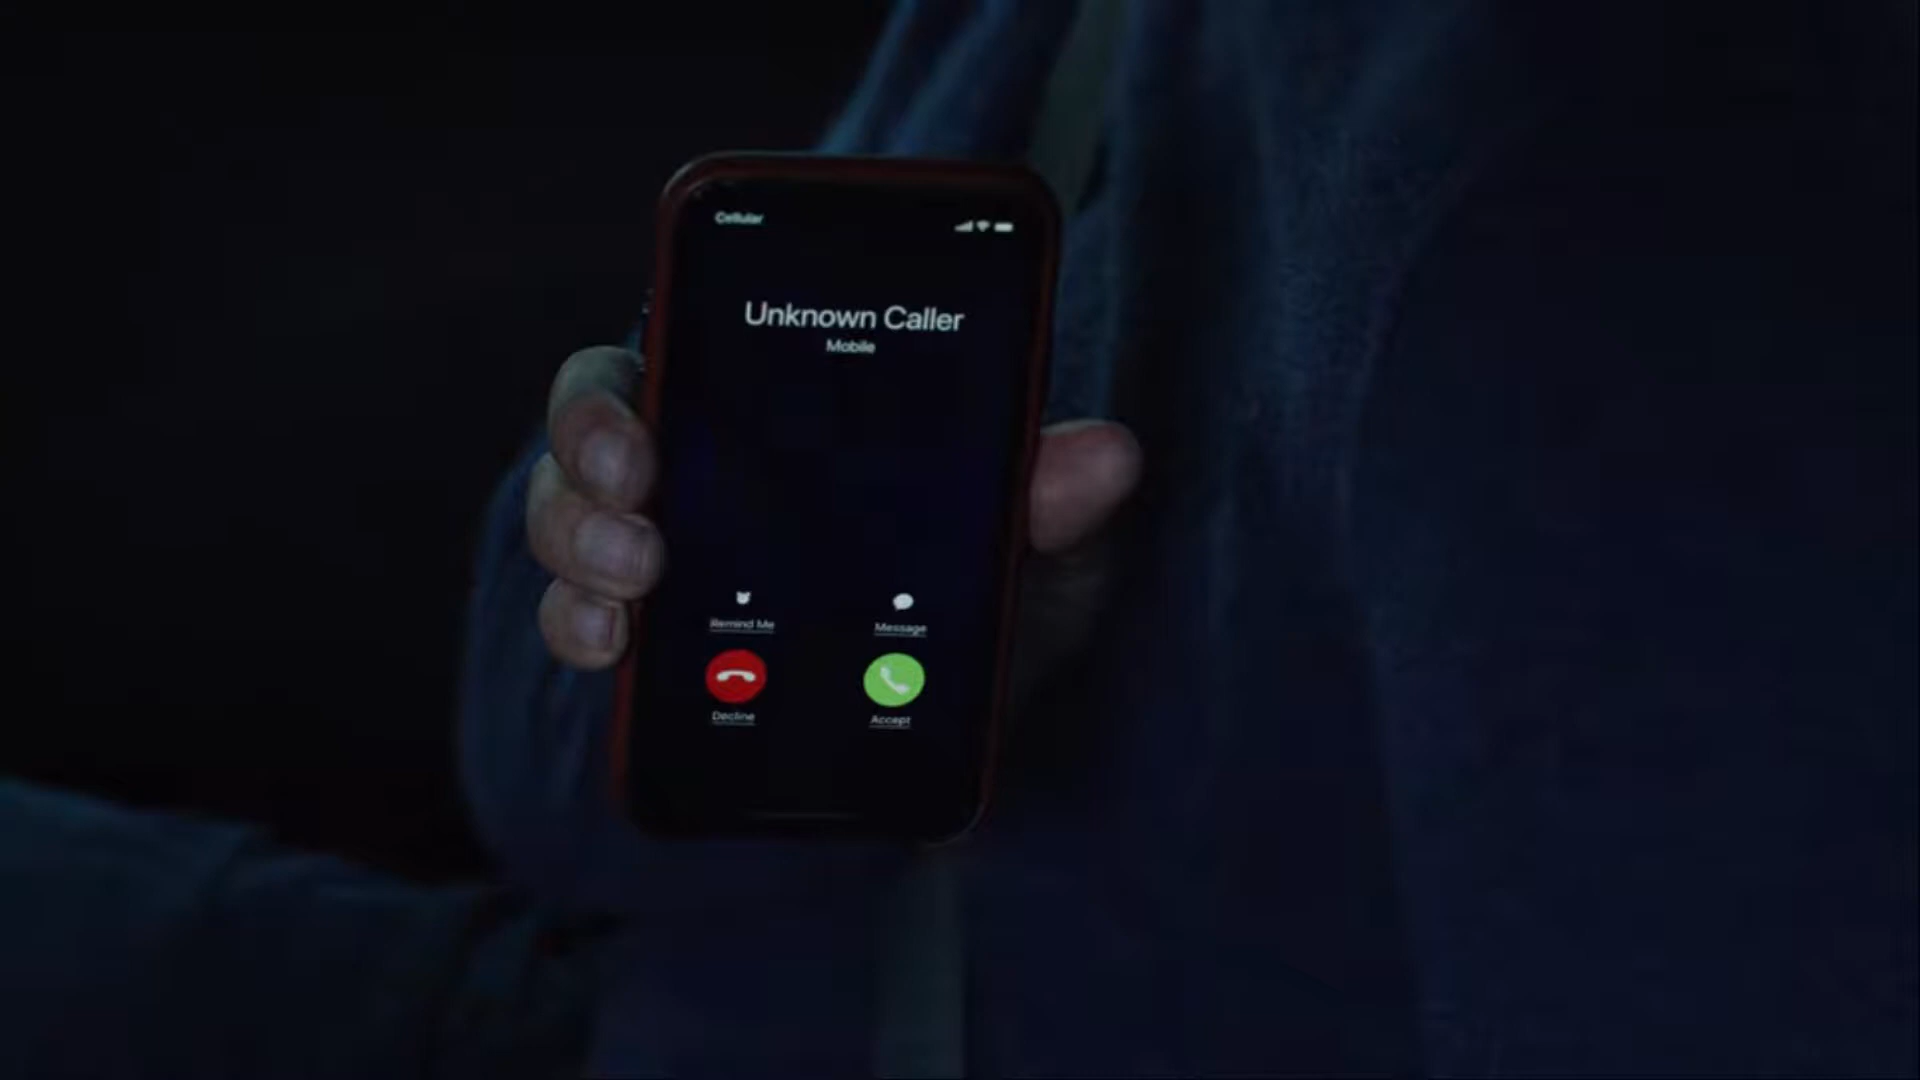 Cellular
Unknown Caller
Mobile
Remind Me
Message
Decline
Accept